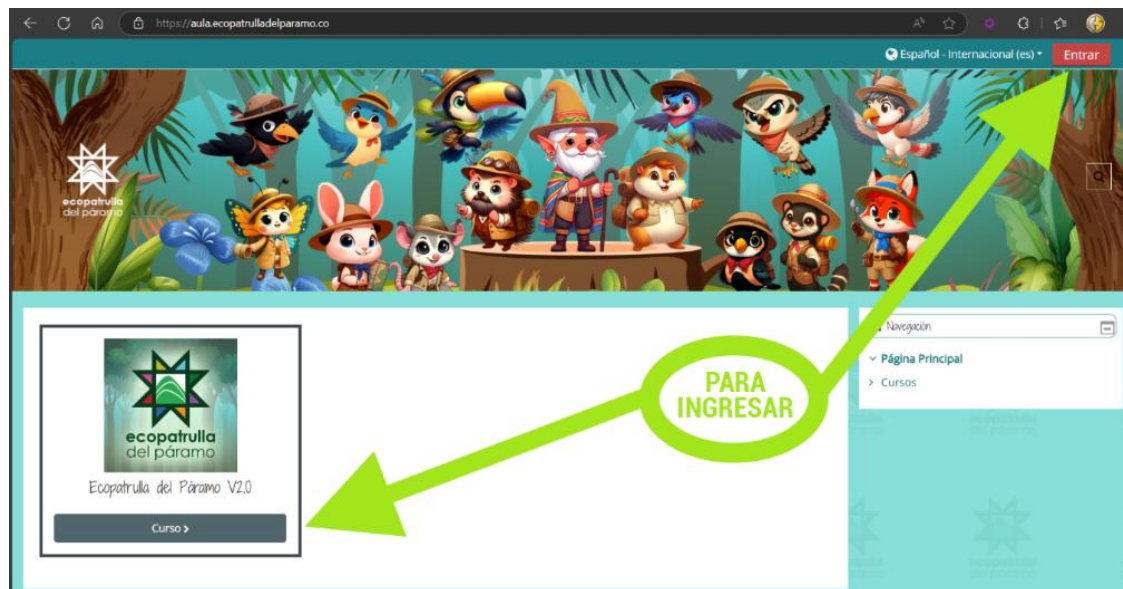 https://aula.ecopatrulladelparamo.co
Español - Internacional (es)
Entrar
ecopatrulla
del páramo
Navegación
Página Principal
Cursos
PARA
INGRESAR
ecopatrulla
del páramo
Ecopatrulla del Páramo V2.0
Curso